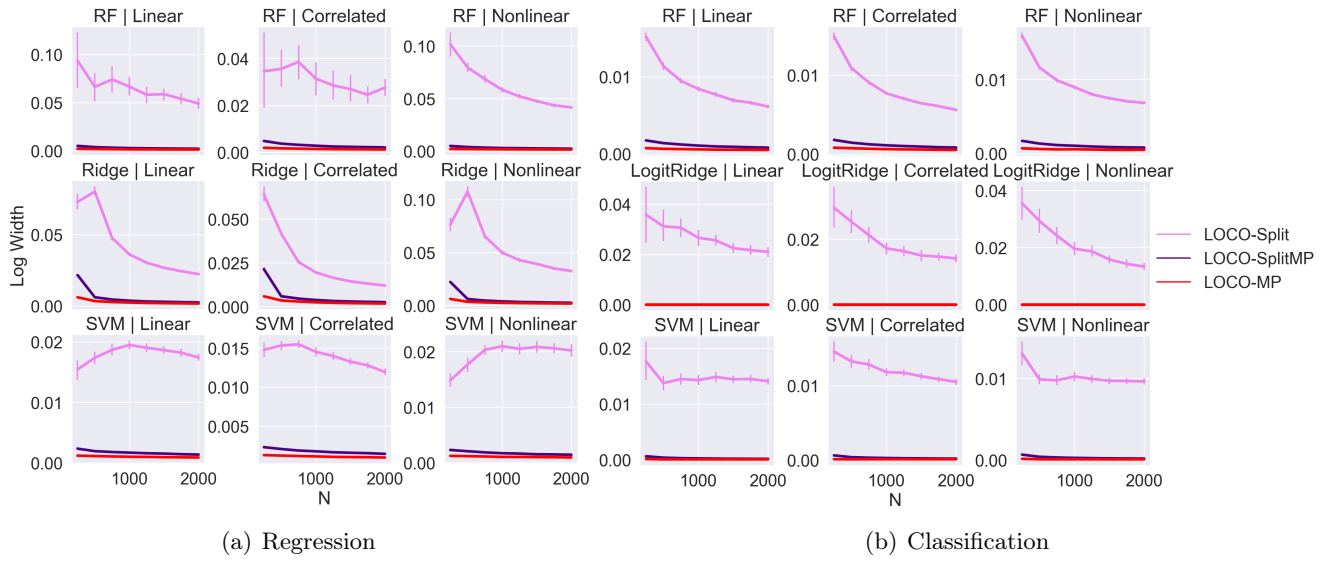 RF | Linear RF | Correlated RF | Nonlinear RF | Linear RF | Correlated RF | Nonlinear
0.10 0.05 0.00
0.04 0.02 0.00
0.10 0.05 0.00
0.01 0.00
0.01 0.00
0.01 0.00
Ridge | Linear Ridge | Correlated Ridge | Nonlinear LogitRidge | Linear LogitRidge | Correlated LogitRidge | Nonlinear
Log Width
0.05 0.00
0.050 0.025 0.000
0.10 0.05 0.00
0.04 0.02 0.00
0.02 0.00
0.04 0.02 0.00
LOCO-Split
LOCO-SplitMP
LOCO-MP
SVM | Linear SVM | Correlated SVM | Nonlinear SVM | Linear SVM | Correlated SVM | Nonlinear
0.02 0.01 0.00
0.015 0.010 0.005
0.02 0.01 0.00
0.02 0.01 0.00
0.01 0.00
0.01 0.00
1000 2000 1000 2000 1000 2000 1000 2000 1000 2000 1000 2000
N N
(a) Regression (b) Classification